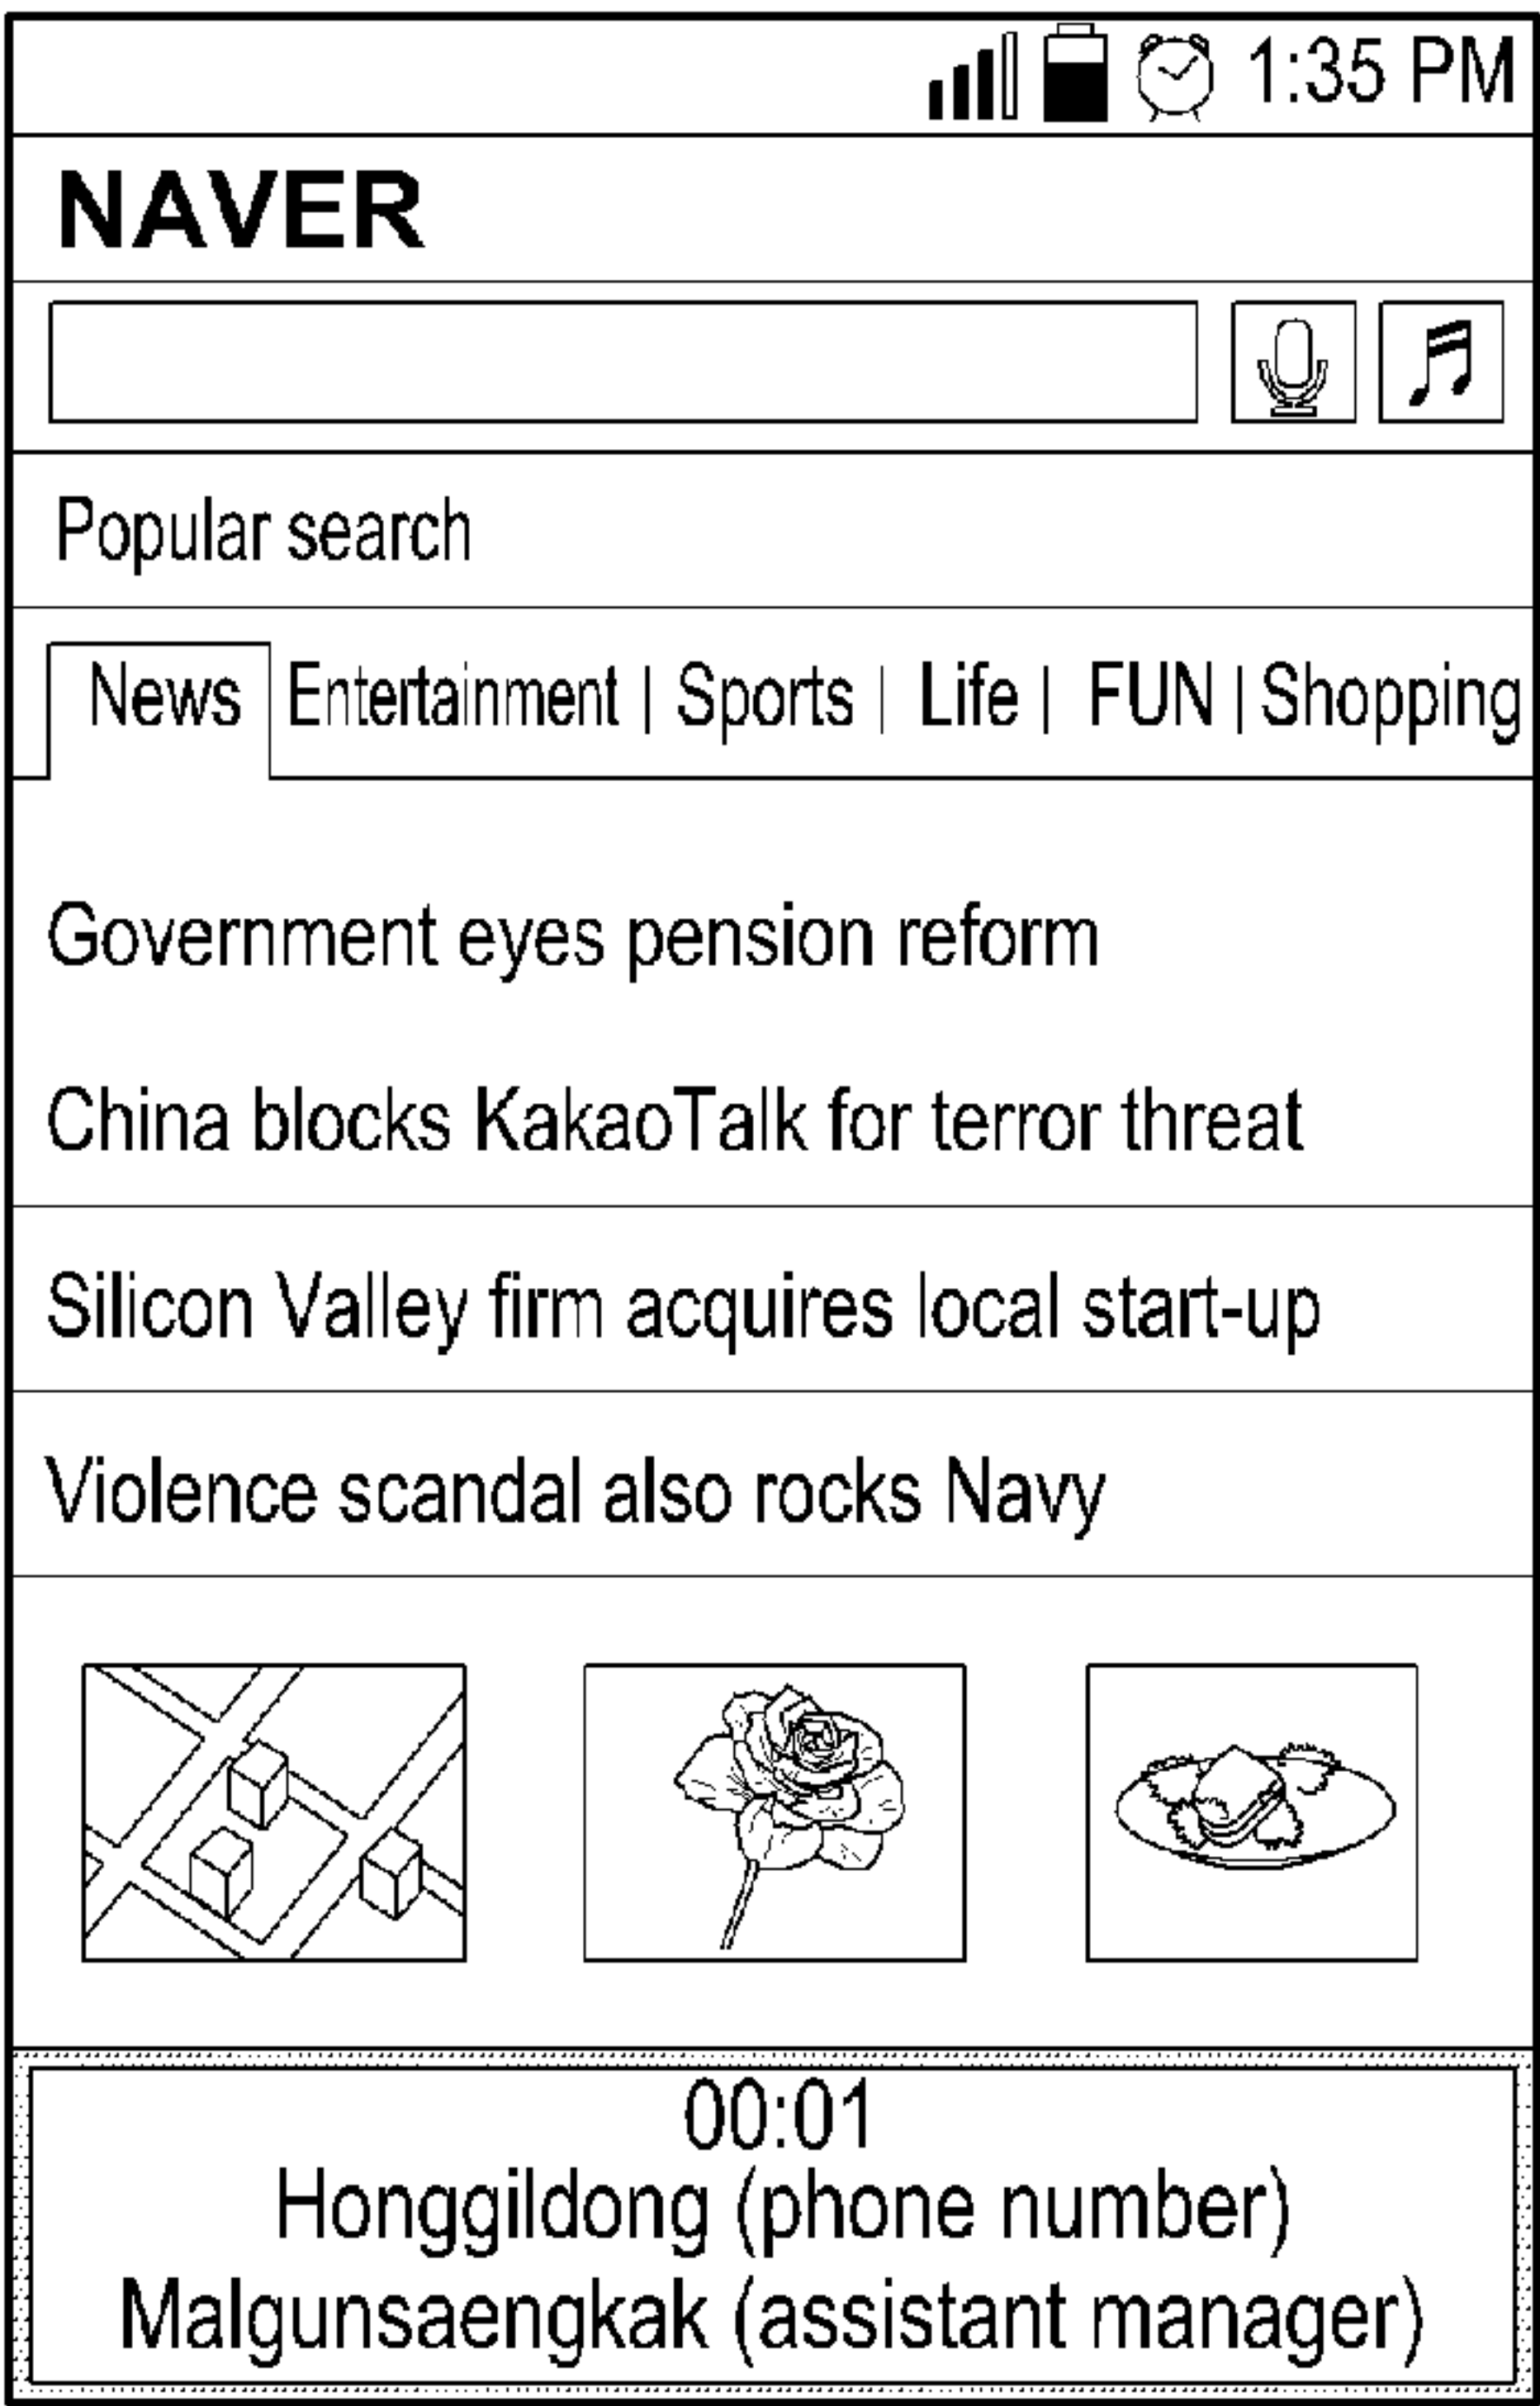 1:35 PM
NAVER
Popular search
News Entertainment | Sports | Life | FUN | Shopping
Government eyes pension reform
China blocks KakaoTalk for terror threat
Silicon Valley firm acquires local start-up
Violence scandal also rocks Navy
00:01
Honggildong (phone number)
Malgunsaengkak (assistant manager)